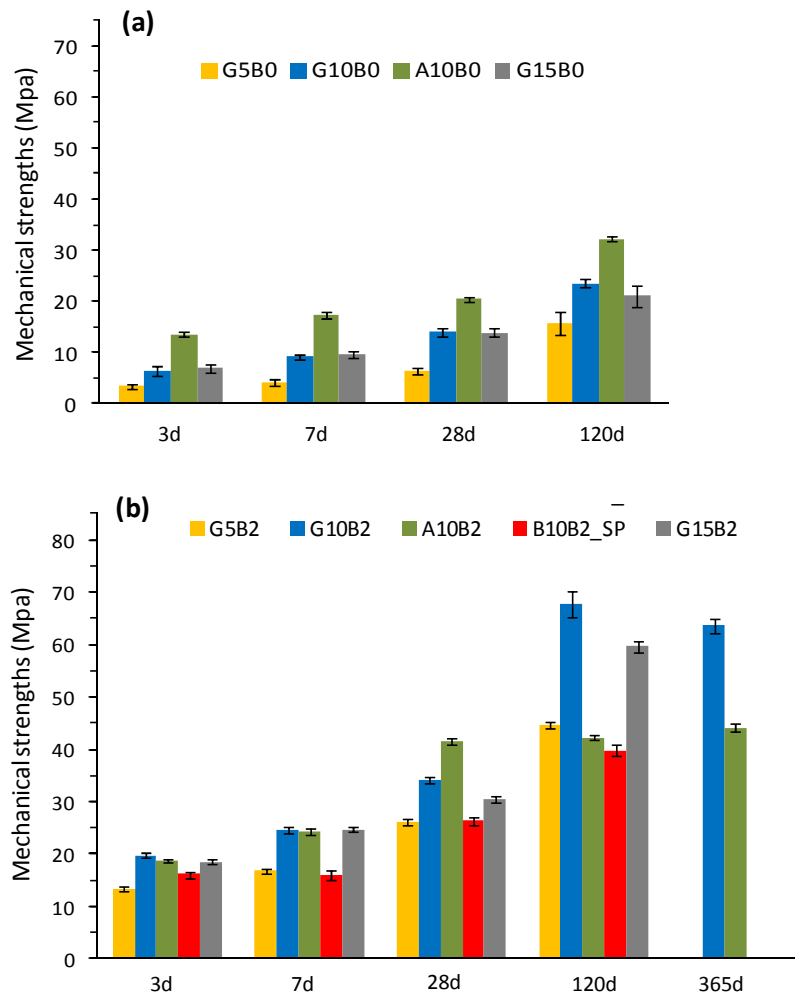 (a)
70
G5B0 G10B0 A10B0 G15B0
60
50
40
30
20
10
0
Mechanical strengths (Mpa)
3d 7d 28d 120d
(b)
G5B2 G10B2 A10B2 B10B2_SP G15B2
80
70
60
50
40
30
20
10
0
Mechanical strengths (Mpa)
3d 7d 28d 120d 365d